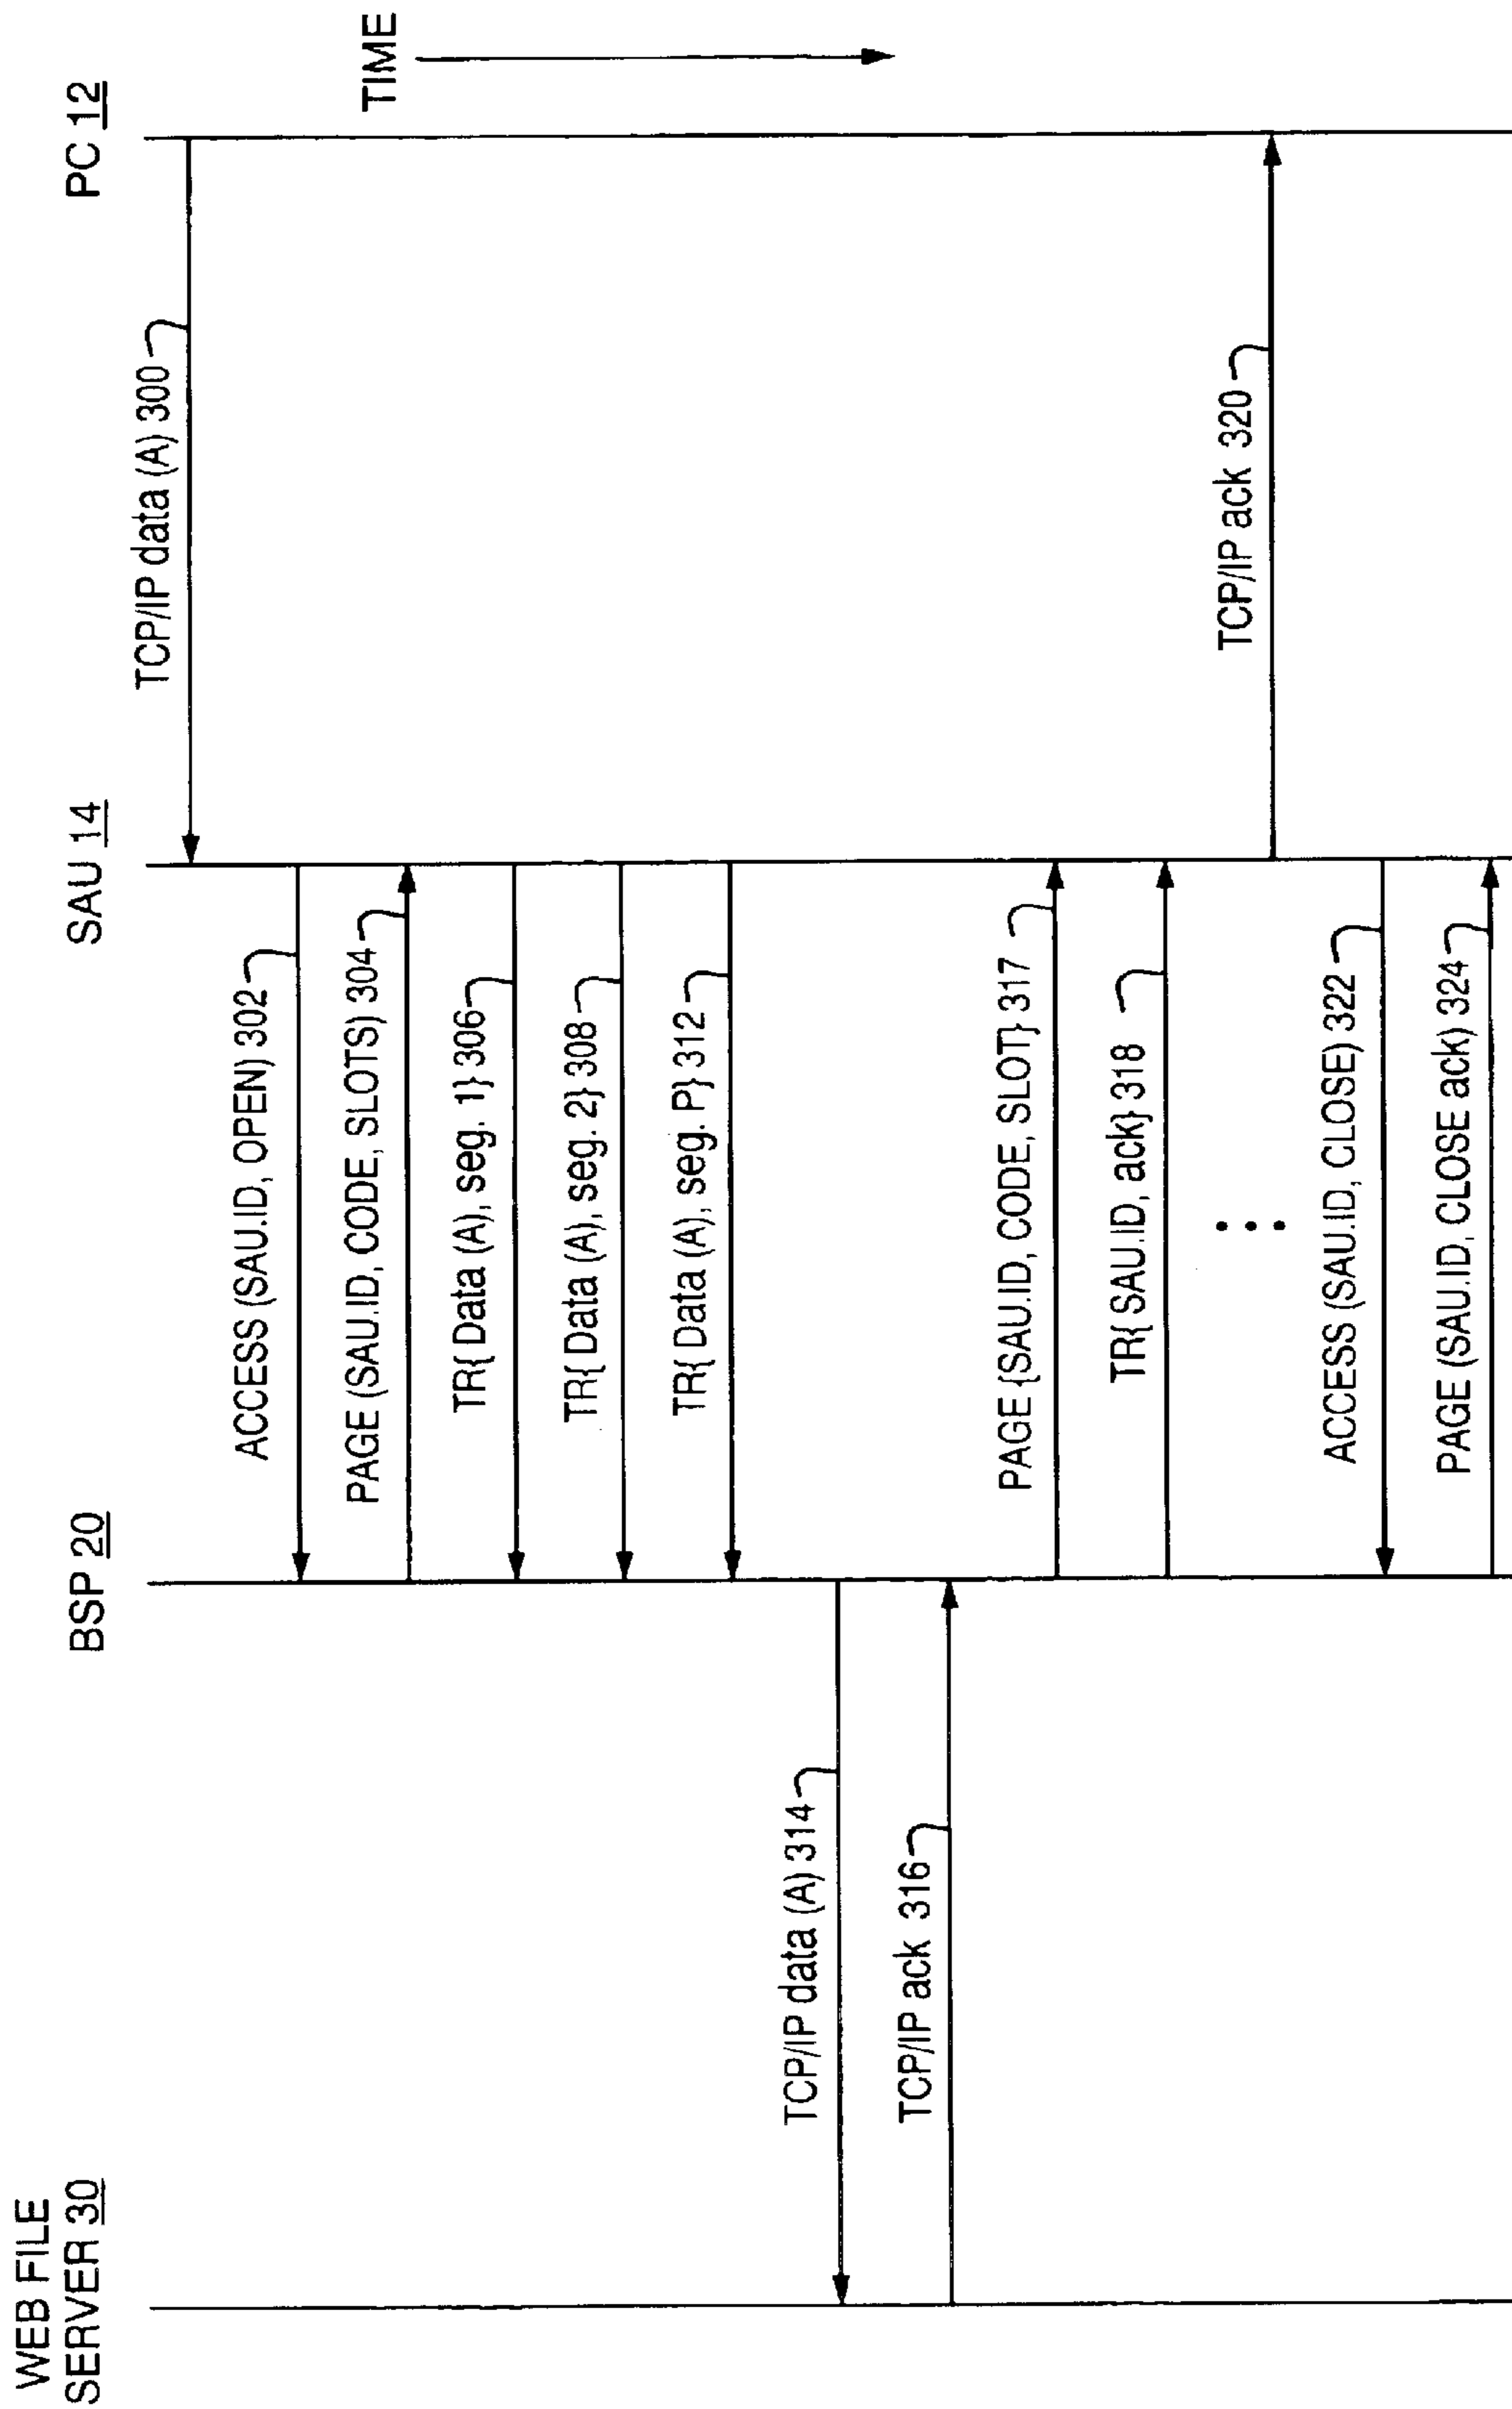 WEB FILE
SERVER 30
BSP 20
SAU 14
PC 12
TIME
TCP/IP data (A) 300
ACCESS (SAU.ID, OPEN) 302
PAGE (SAU.ID, CODE, SLOTS) 304
TR{ Data (A), seg. 1} 306
TR{ Data (A), seg. 2} 308
TR{ Data (A), seg. P} 312
TCP/IP data (A) 314
TCP/IP ack 316
PAGE {SAU.ID, CODE, SLOT} 317
TR{ SAU.ID, ack} 318
TCP/IP ack 320
ACCESS (SAU.ID, CLOSE) 322
PAGE (SAU.ID, CLOSE ack) 324